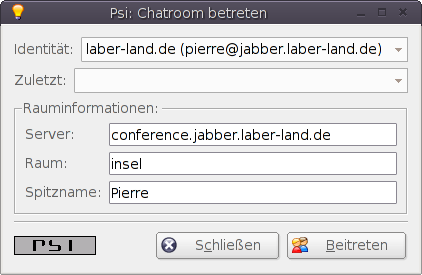 Psi: Chatroom betreten
Identität: laber-land.de (pierre@jabber.laber-land.de)
Zuletzt:
Rauminformationen:
Server: conference.jabber.laber-land.de
Raum: insel
Spitzname: Pierre
PSI Schließen Beitreten